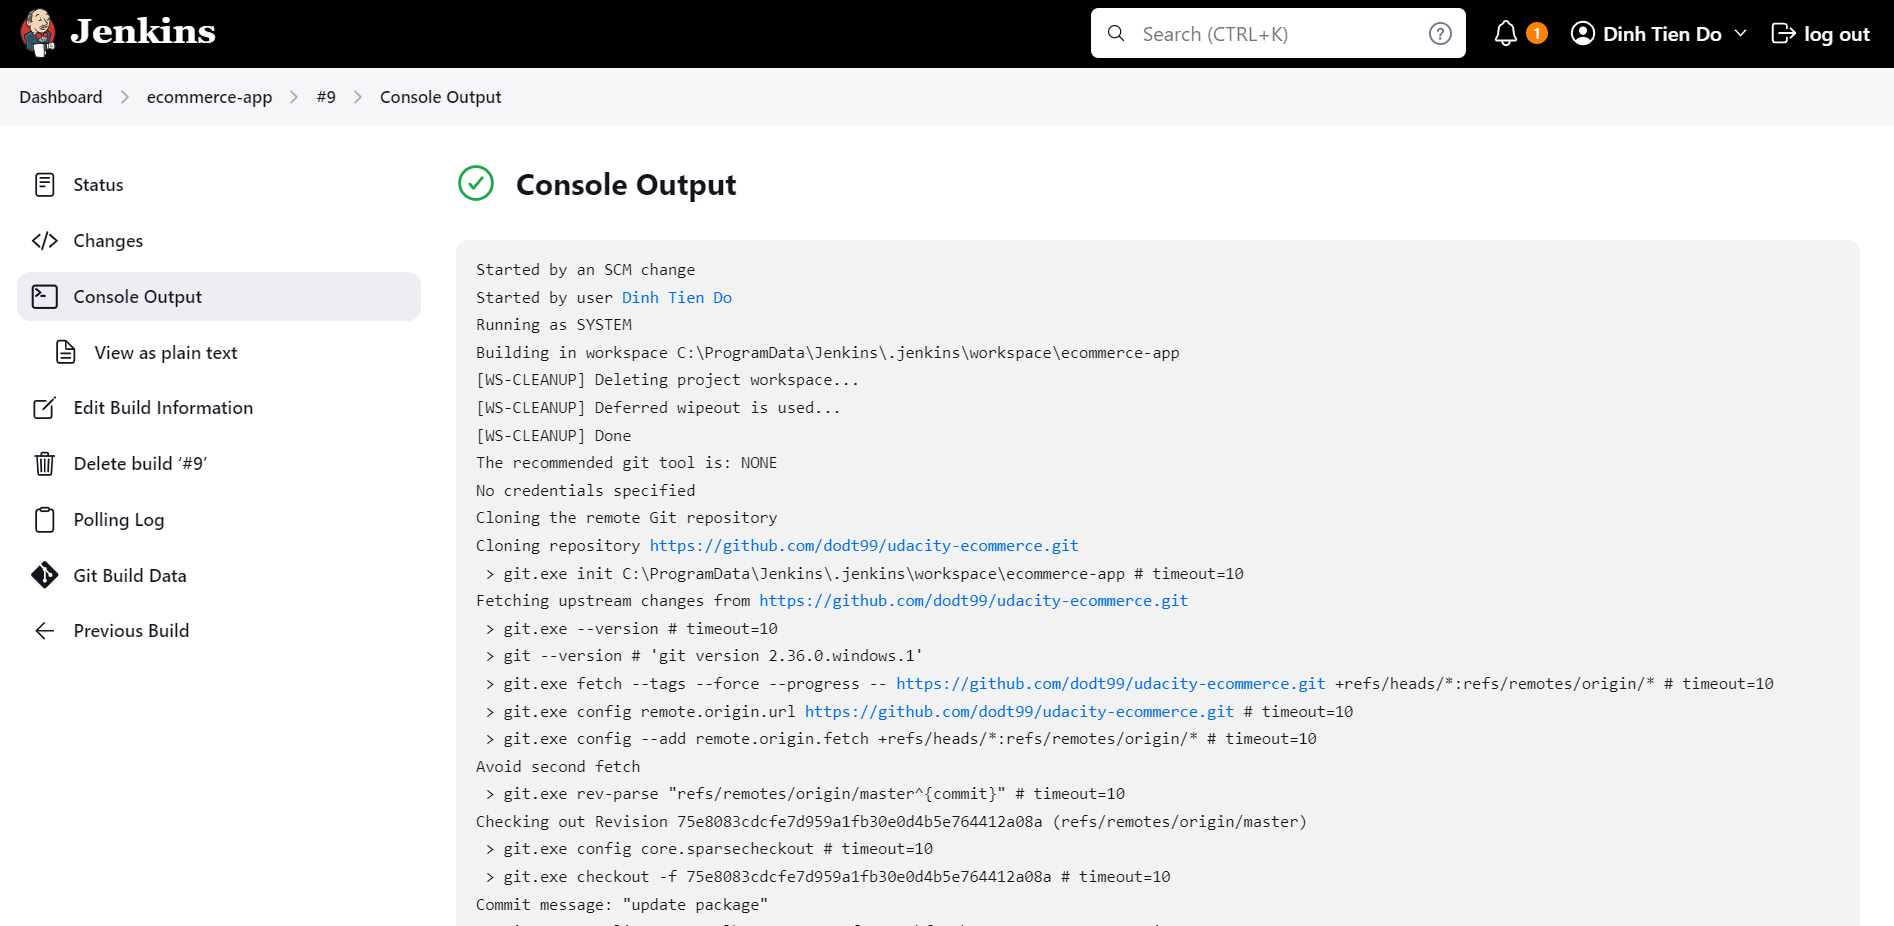 Jenkins
Search (CTRL+K)
?
1
Dinh Tien Do
log out
Dashboard
ecommerce-app
#9
Console Output
Status
Changes
Console Output
View as plain text
Edit Build Information
Delete build ‘#9’
Polling Log
Git Build Data
Previous Build
Console Output
Started by an SCM change
Started by user Dinh Tien Do
Running as SYSTEM
Building in workspace C:\ProgramData\Jenkins\.jenkins\workspace\ecommerce-app
[WS-CLEANUP] Deleting project workspace...
[WS-CLEANUP] Deferred wipeout is used...
[WS-CLEANUP] Done
The recommended git tool is: NONE
No credentials specified
Cloning the remote Git repository
Cloning repository https://github.com/dodt99/udacity-ecommerce.git
 > git.exe init C:\ProgramData\Jenkins\.jenkins\workspace\ecommerce-app # timeout=10
Fetching upstream changes from https://github.com/dodt99/udacity-ecommerce.git
 > git.exe --version # timeout=10
 > git --version # 'git version 2.36.0.windows.1'
 > git.exe fetch --tags --force --progress -- https://github.com/dodt99/udacity-ecommerce.git +refs/heads/*:refs/remotes/origin/* # timeout=10
 > git.exe config remote.origin.url https://github.com/dodt99/udacity-ecommerce.git # timeout=10
 > git.exe config --add remote.origin.fetch +refs/heads/*:refs/remotes/origin/* # timeout=10
Avoid second fetch
 > git.exe rev-parse "refs/remotes/origin/master^{commit}" # timeout=10
Checking out Revision 75e8083cdcfe7d959a1fb30e0d4b5e764412a08a (refs/remotes/origin/master)
 > git.exe config core.sparsecheckout # timeout=10
 > git.exe checkout -f 75e8083cdcfe7d959a1fb30e0d4b5e764412a08a # timeout=10
Commit message: "update package"